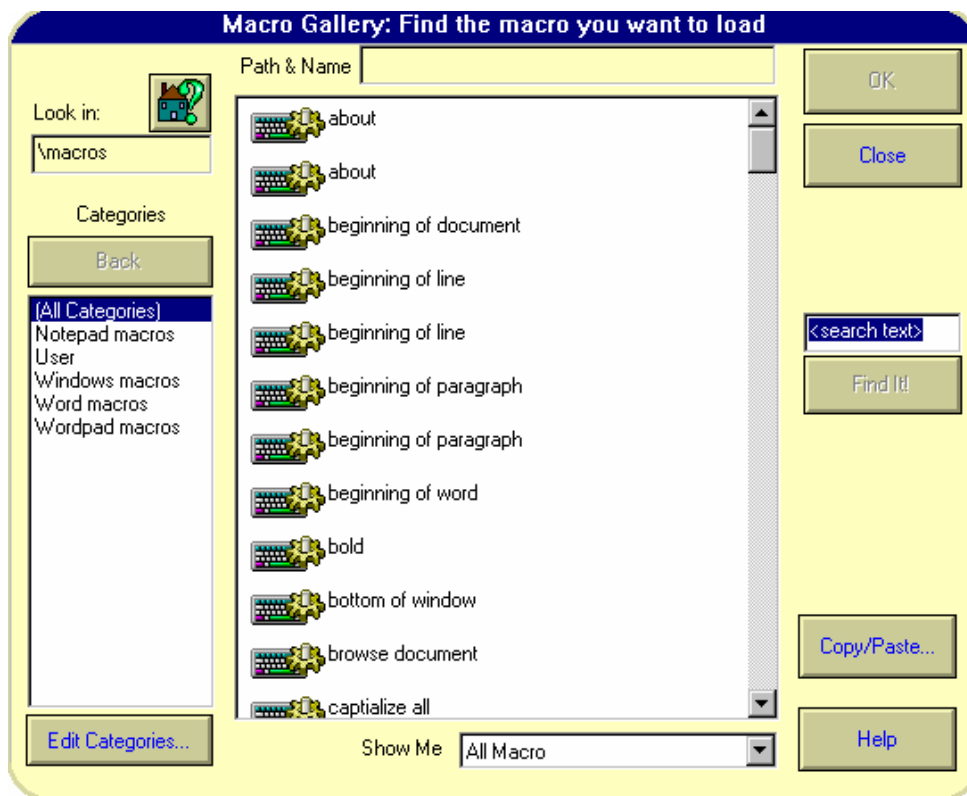 Macro Gallery: Find the macro you want to load
Path & Name
Look in:
\macros
Categories
Back
(All Categories)
Notepad macros
User
Windows macros
Word macros
Wordpad macros
Edit Categories...
about
about
beginning of document
beginning of line
beginning of line
beginning of paragraph
beginning of paragraph
beginning of word
bold
bottom of window
browse document
captialize all
Show Me
All Macro
OK
Close
<search text>
Find It!
Copy/Paste...
Help